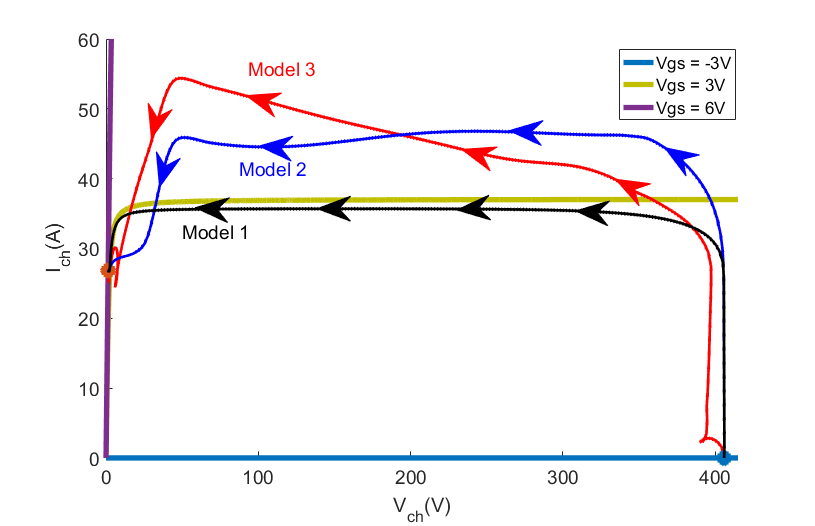 60
Model 3
Vgs = -3V
Vgs = 3V
Vgs = 6V
50
Model 2
40
Model 1
30
20
10
0
I_ch(A)
0 100 200 300 400
V_ch(V)